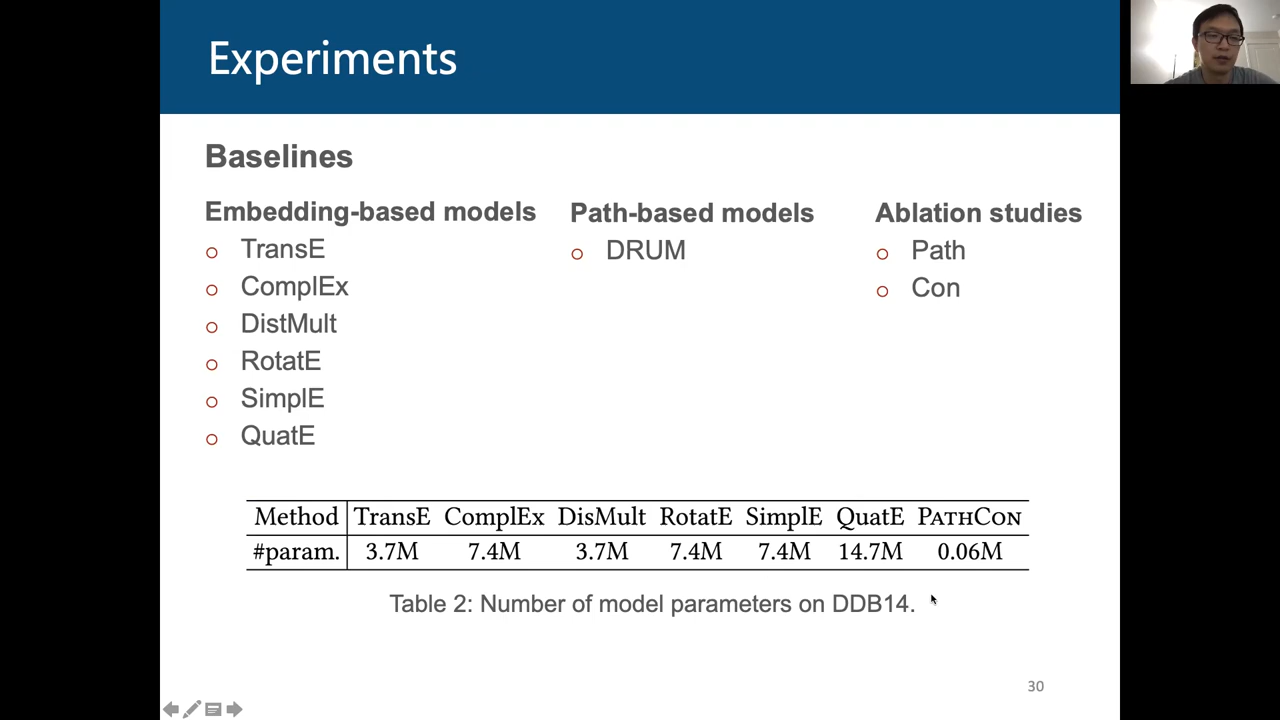 Experiments
Baselines
Embedding-based models
TransE
ComplEx
DistMult
RotatE
SimplE
QuatE
Path-based models
DRUM
Ablation studies
Path
Con
Method TransE ComplEx DisMult RotatE SimplE QuatE PATHCON
#param. 3.7M 7.4M 3.7M 7.4M 7.4M 14.7M 0.06M
Table 2: Number of model parameters on DDB14.
30